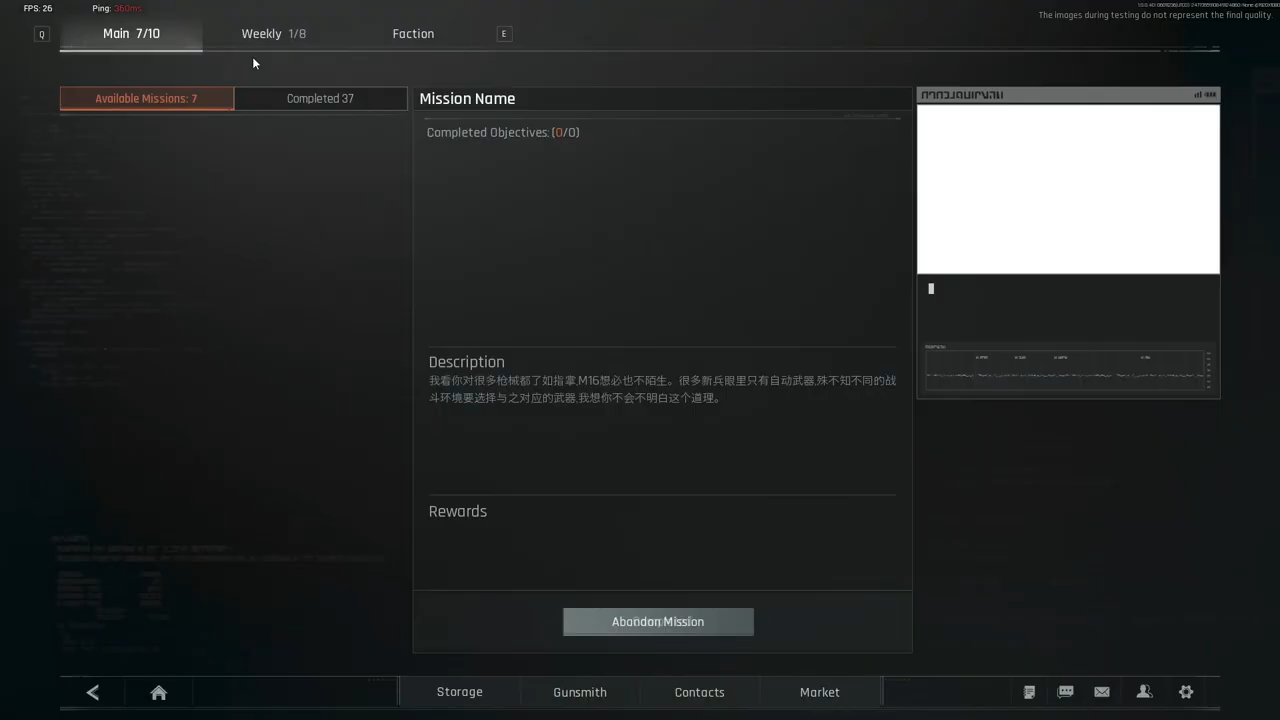 FPS: 26
Ping: 360ms
The images during testing do not represent the final quality
Q
Main 7/10
Weekly 1/8
Faction
E
Available Missions: 7
Completed 37
Mission Name
Completed Objectives: (0/0)
Description
我看你对很多枪械都了如指掌,M16想必也不陌生。很多新兵眼里只有自动武器,殊不知不同的战
斗环境要选择与之对应的武器,我想你不会不明白这个道理。
Rewards
Abandon Mission
Storage
Gunsmith
Contacts
Market